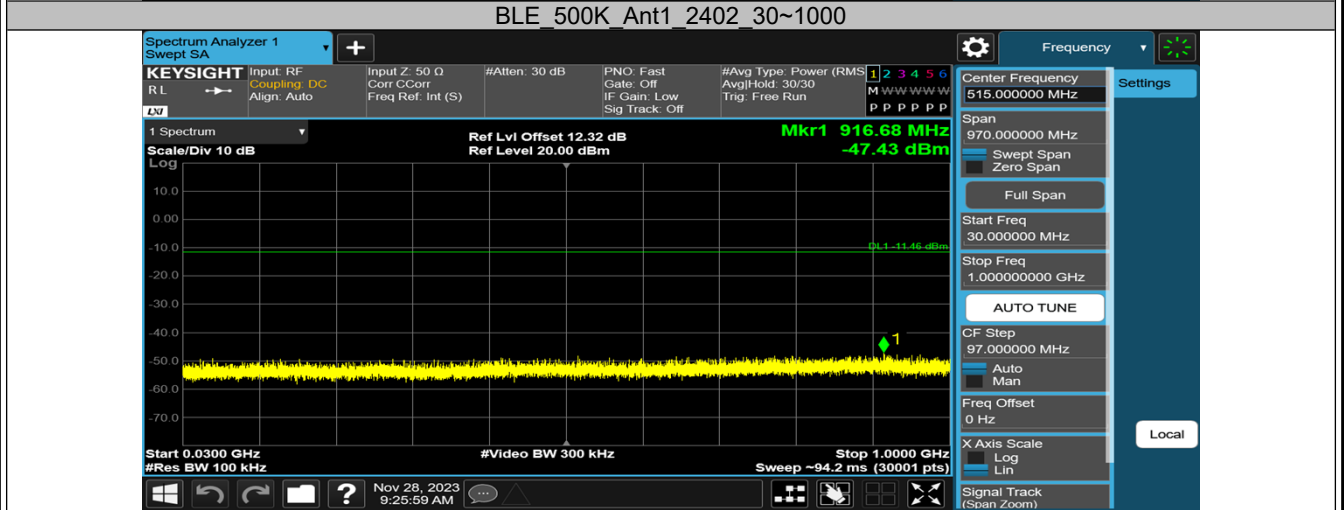 BLE_500K_Ant1_2402_30~1000
Spectrum Analyzer 1
Swept SA
Frequency
KEYSIGHT
RL
LXI
Input: RF
Coupling: DC
Align: Auto
Input Z: 50 Ω
Corr CCorr
Freq Ref: Int (S)
#Atten: 30 dB
PNO: Fast
Gate: Off
IF Gain: Low
Sig Track: Off
#Avg Type: Power (RMS
Avg|Hold: 30/30
Trig: Free Run
1 2 3 4 5 6
M W W W W W
P P P P P P
1 Spectrum
Scale/Div 10 dB
Ref Lvl Offset 12.32 dB
Ref Level 20.00 dBm
Mkr1 916.68 MHz
-47.43 dBm
Log
10.0
0.00
-10.0
-20.0
-30.0
-40.0
-50.0
-60.0
-70.0
DL1 -11.46 dBm
1
Start 0.0300 GHz
#Res BW 100 kHz
#Video BW 300 kHz
Stop 1.0000 GHz
Sweep ~94.2 ms (30001 pts)
?
Nov 28, 2023
9:25:59 AM
Center Frequency
515.000000 MHz
Span
970.000000 MHz
Swept Span
Zero Span
Full Span
Start Freq
30.000000 MHz
Stop Freq
1.000000000 GHz
AUTO TUNE
CF Step
97.000000 MHz
Auto
Man
Freq Offset
0 Hz
X Axis Scale
Log
Lin
Signal Track
(Span Zoom)
Settings
Local